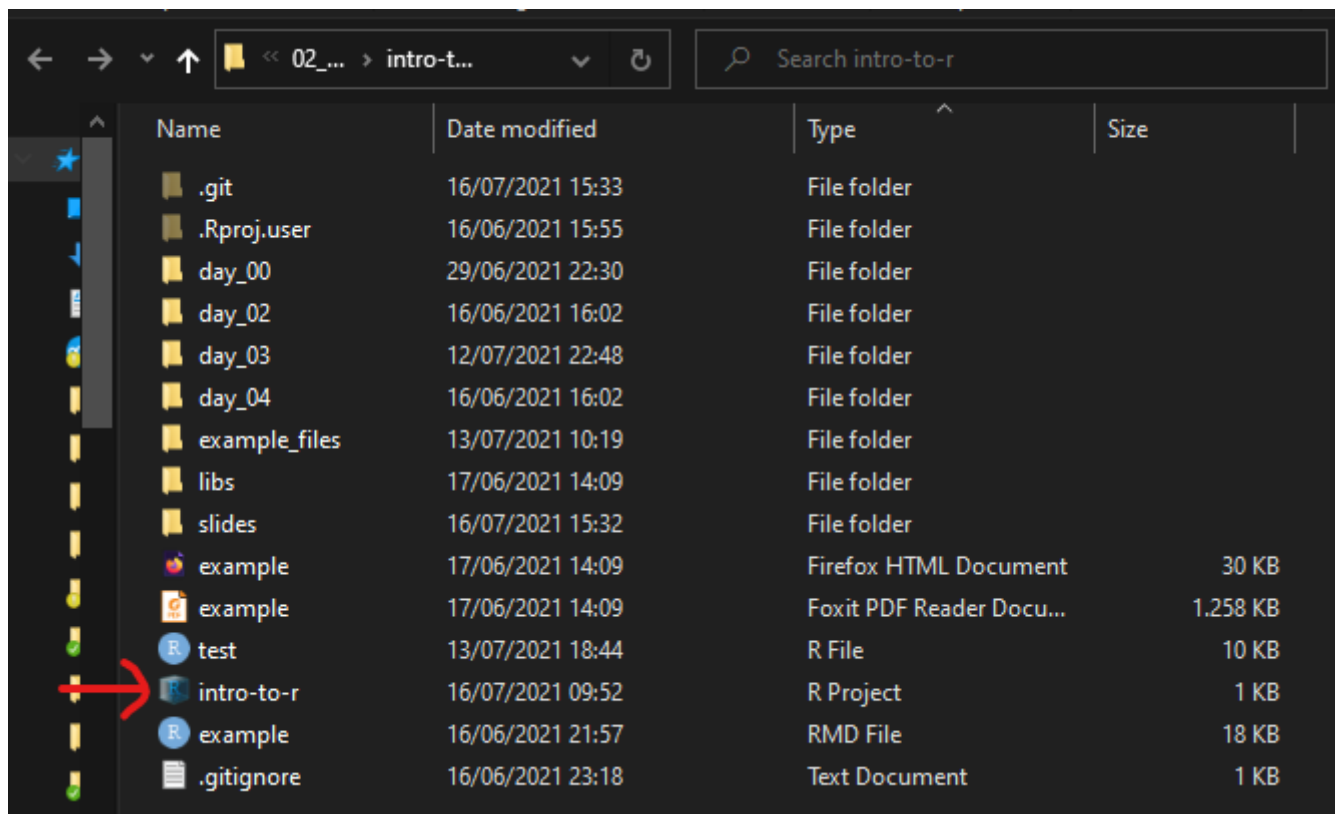 02_... intro-t... Search intro-to-r
Name Date modified Type Size
.git 16/07/2021 15:33 File folder
.Rproj.user 16/06/2021 15:55 File folder
day_00 29/06/2021 22:30 File folder
day_02 16/06/2021 16:02 File folder
day_03 12/07/2021 22:48 File folder
day_04 16/06/2021 16:02 File folder
example_files 13/07/2021 10:19 File folder
libs 17/06/2021 14:09 File folder
slides 16/07/2021 15:32 File folder
example 17/06/2021 14:09 Firefox HTML Document 30 KB
example 17/06/2021 14:09 Foxit PDF Reader Docu... 1.258 KB
test 13/07/2021 18:44 R File 10 KB
intro-to-r 16/07/2021 09:52 R Project 1 KB
example 16/06/2021 21:57 RMD File 18 KB
.gitignore 16/06/2021 23:18 Text Document 1 KB